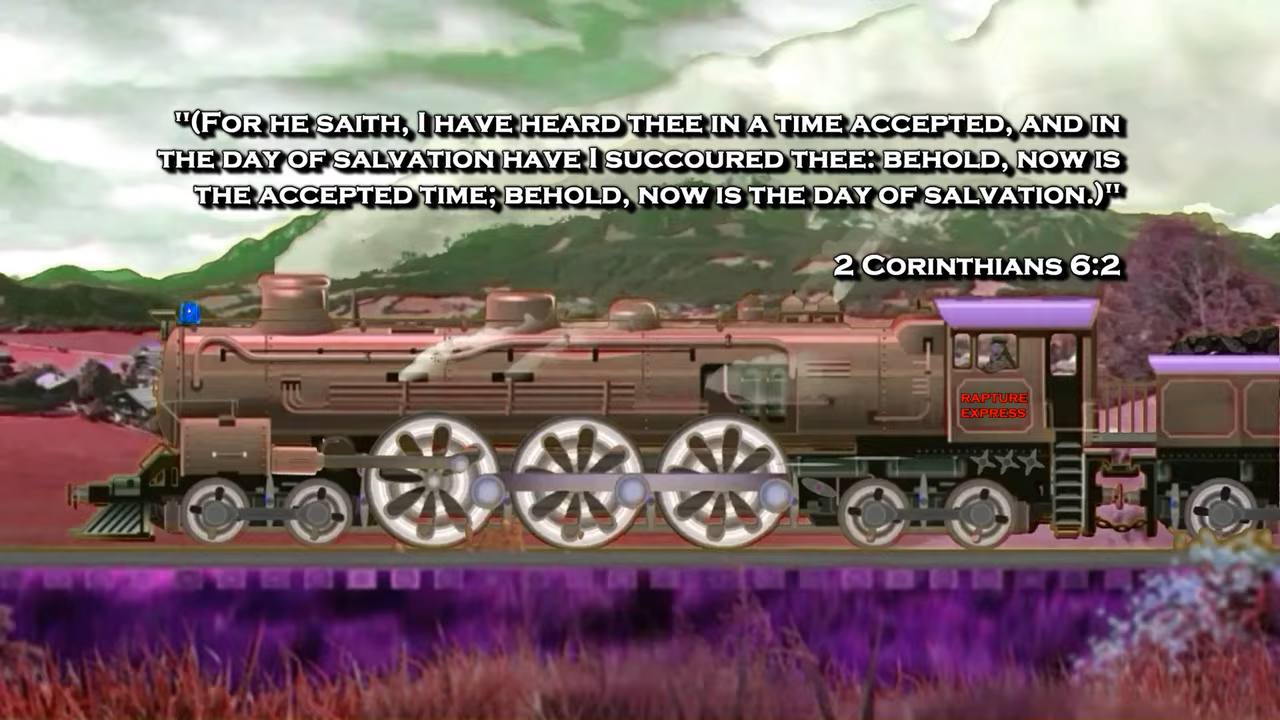 "(For he saith, I have heard thee in a time accepted, and in
the day of salvation have I succoured thee: behold, now is
the accepted time; behold, now is the day of salvation.)"
2 Corinthians 6:2
RAPTURE
EXPRESS